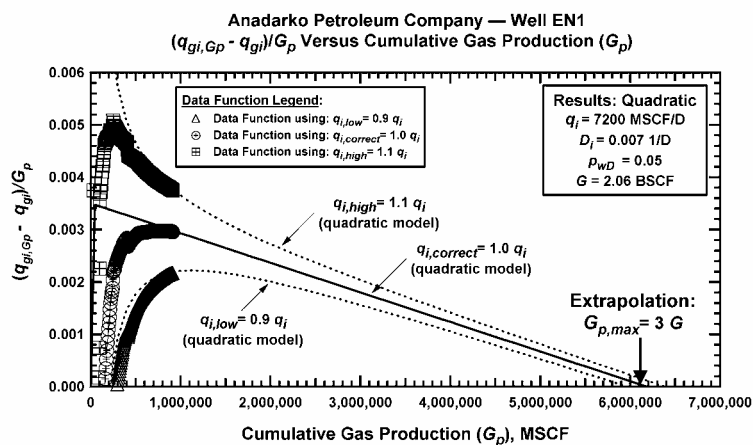 Anadarko Petroleum Company — Well EN1
(qgi,Gp - qgi)/Gp Versus Cumulative Gas Production (Gp)
0.006
0.005
0.004
0.003
0.002
0.001
0.000
(qgi,Gp - qgi)/Gp
Data Function Legend:
Data Function using: qi,low= 0.9 qi
Data Function using: qi,correct= 1.0 qi
Data Function using: qi,high= 1.1 qi
Results: Quadratic
qi = 7200 MSCF/D
Di = 0.007 1/D
pwD = 0.05
G = 2.06 BSCF
qi,high= 1.1 qi
(quadratic model)
qi,correct= 1.0 qi
(quadratic model)
qi,low= 0.9 qi
(quadratic model)
Extrapolation:
Gp,max= 3 G
0 1,000,000 2,000,000 3,000,000 4,000,000 5,000,000 6,000,000 7,000,000
Cumulative Gas Production (Gp), MSCF